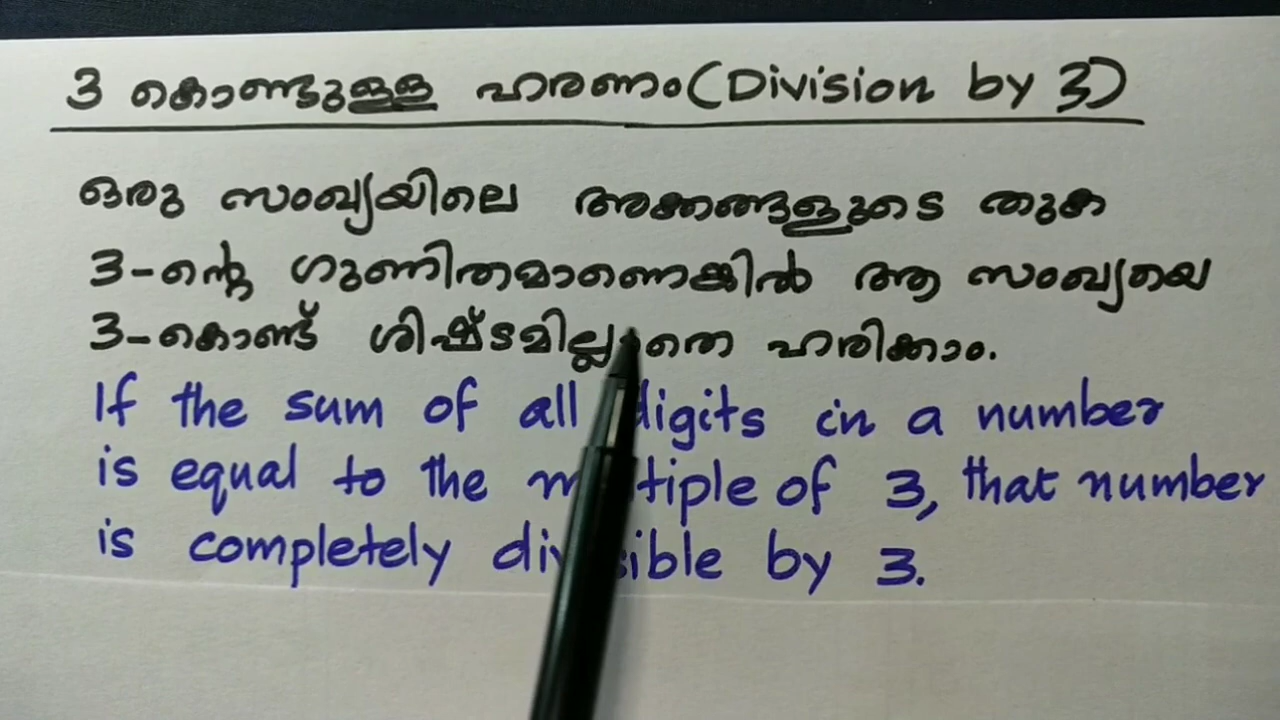 3 കൊണ്ടുള്ള ഹരണം (Division by 3)
ഒരു സംഖ്യയിലെ അക്കങ്ങളുടെ തുക
3-ന്റെ ഗുണിതമാണെങ്കിൽ ആ സംഖ്യയെ
3-കൊണ്ട് ശിഷ്ടമില്ലാതെ ഹരിക്കാം.
If the sum of all digits in a number
is equal to the multiple of 3, that number
is completely divisible by 3.